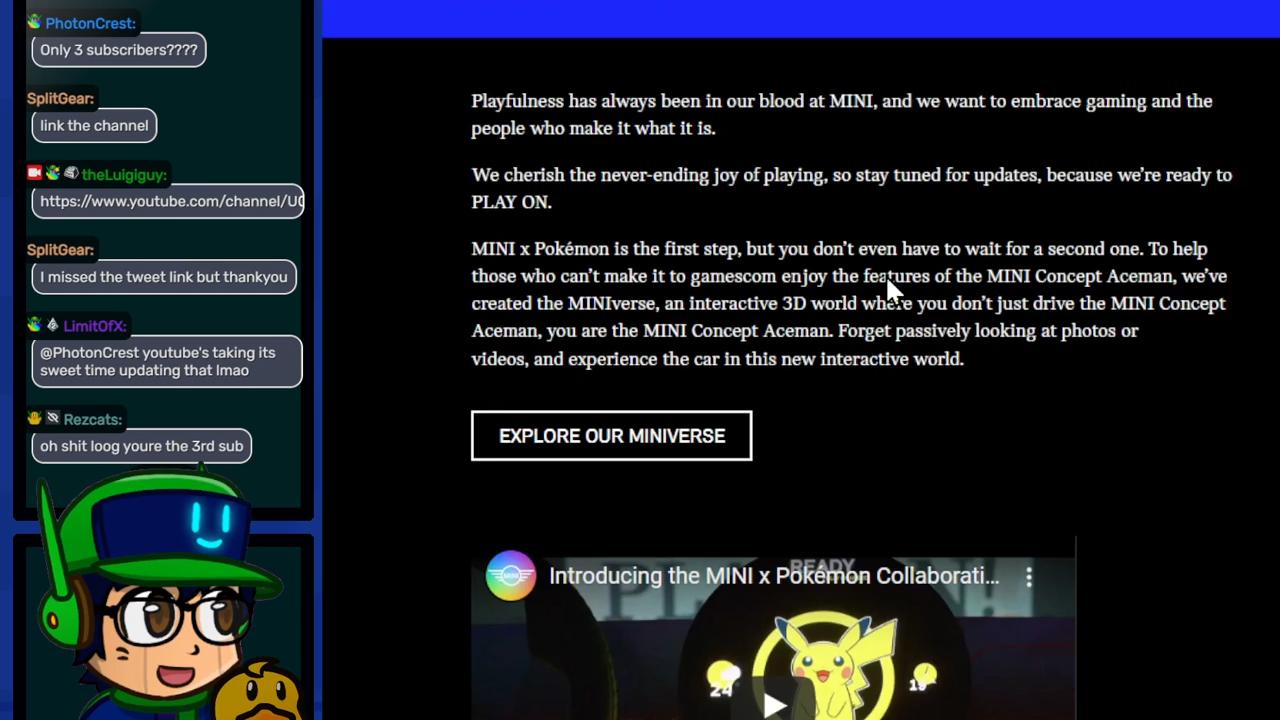 PhotonCrest:
Only 3 subscribers????
SplitGear:
link the channel
theLuigiguy:
https://www.youtube.com/channel/UC
SplitGear:
I missed the tweet link but thankyou
LimitOfX:
@PhotonCrest youtube's taking its
sweet time updating that lmao
Rezcats:
oh shit loog youre the 3rd sub
Playfulness has always been in our blood at MINI, and we want to embrace gaming and the
people who make it what it is.
We cherish the never-ending joy of playing, so stay tuned for updates, because we’re ready to
PLAY ON.
MINI x Pokémon is the first step, but you don’t even have to wait for a second one. To help
those who can’t make it to gamescom enjoy the features of the MINI Concept Aceman, we’ve
created the MINIverse, an interactive 3D world where you don’t just drive the MINI Concept
Aceman, you are the MINI Concept Aceman. Forget passively looking at photos or
videos, and experience the car in this new interactive world.
EXPLORE OUR MINIVERSE
READY
MINI
Introducing the MINI x Pokémon Collaborati...
24
19